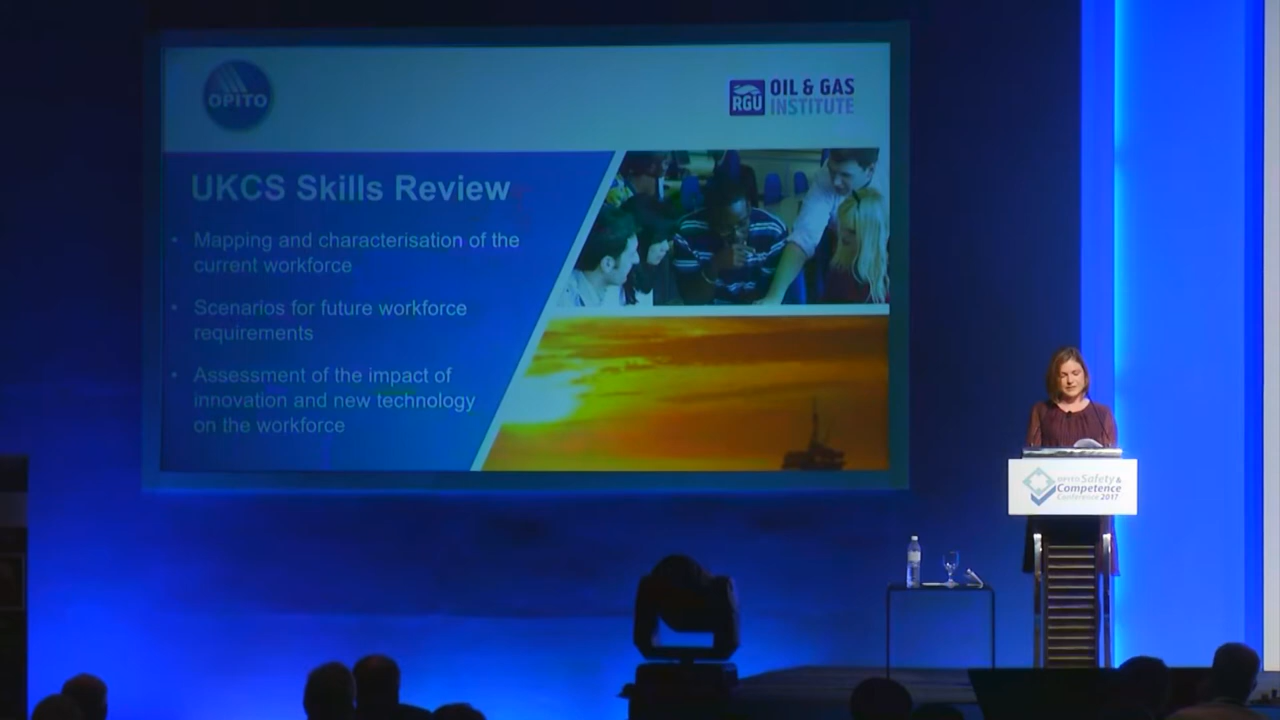 OPITO
RGU
OIL & GAS
INSTITUTE
UKCS Skills Review
• Mapping and characterisation of the
current workforce
• Scenarios for future workforce
requirements
• Assessment of the impact of
innovation and new technology
on the workforce
OPITO Safety &
Competence
Conference 2017